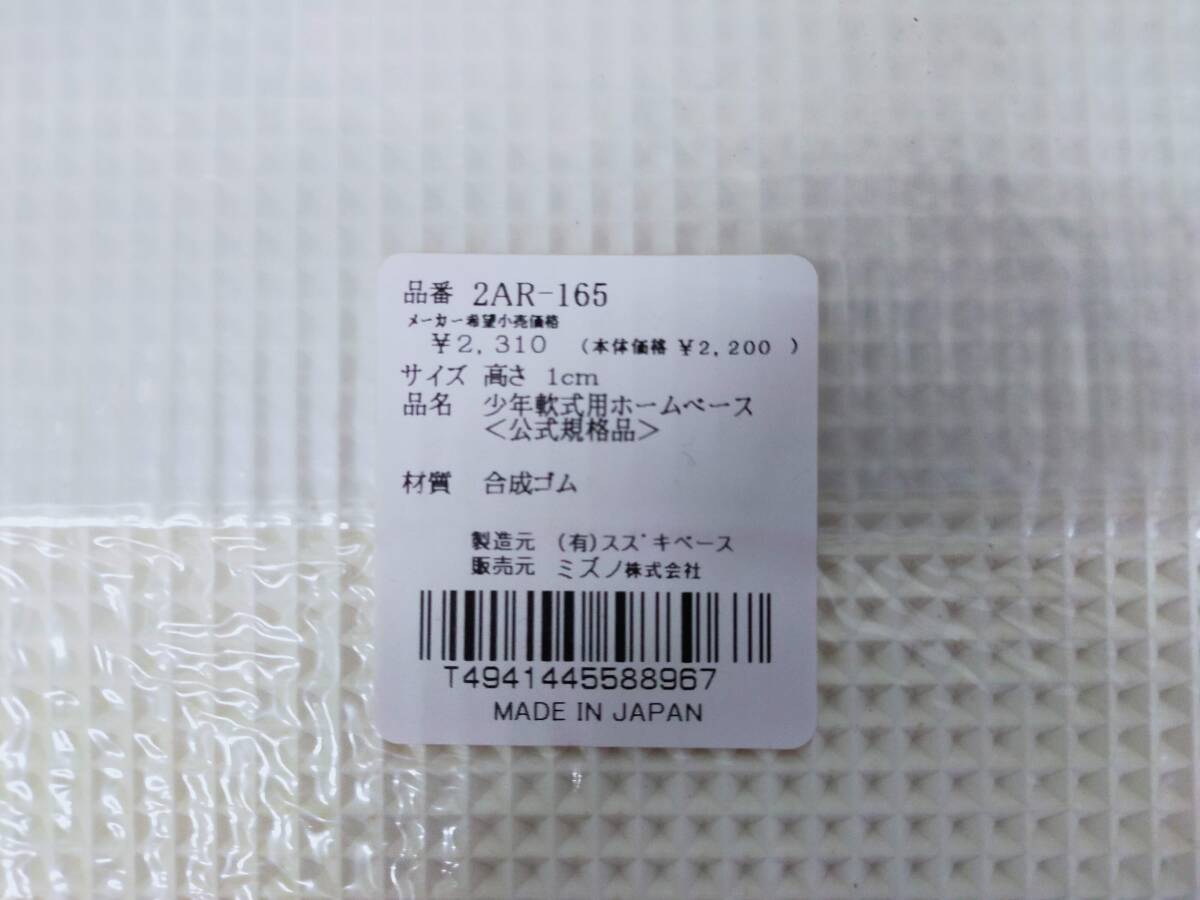 品番 2AR-165
メーカー希望小売価格
¥2,310 (本体価格 ¥2,200 )
サイズ 高さ 1cm
品名 少年軟式用ホームベース
<公式規格品>
材質 合成ゴム
製造元 (有)スズキベース
販売元 ミズノ株式会社
T4941445588967
MADE IN JAPAN